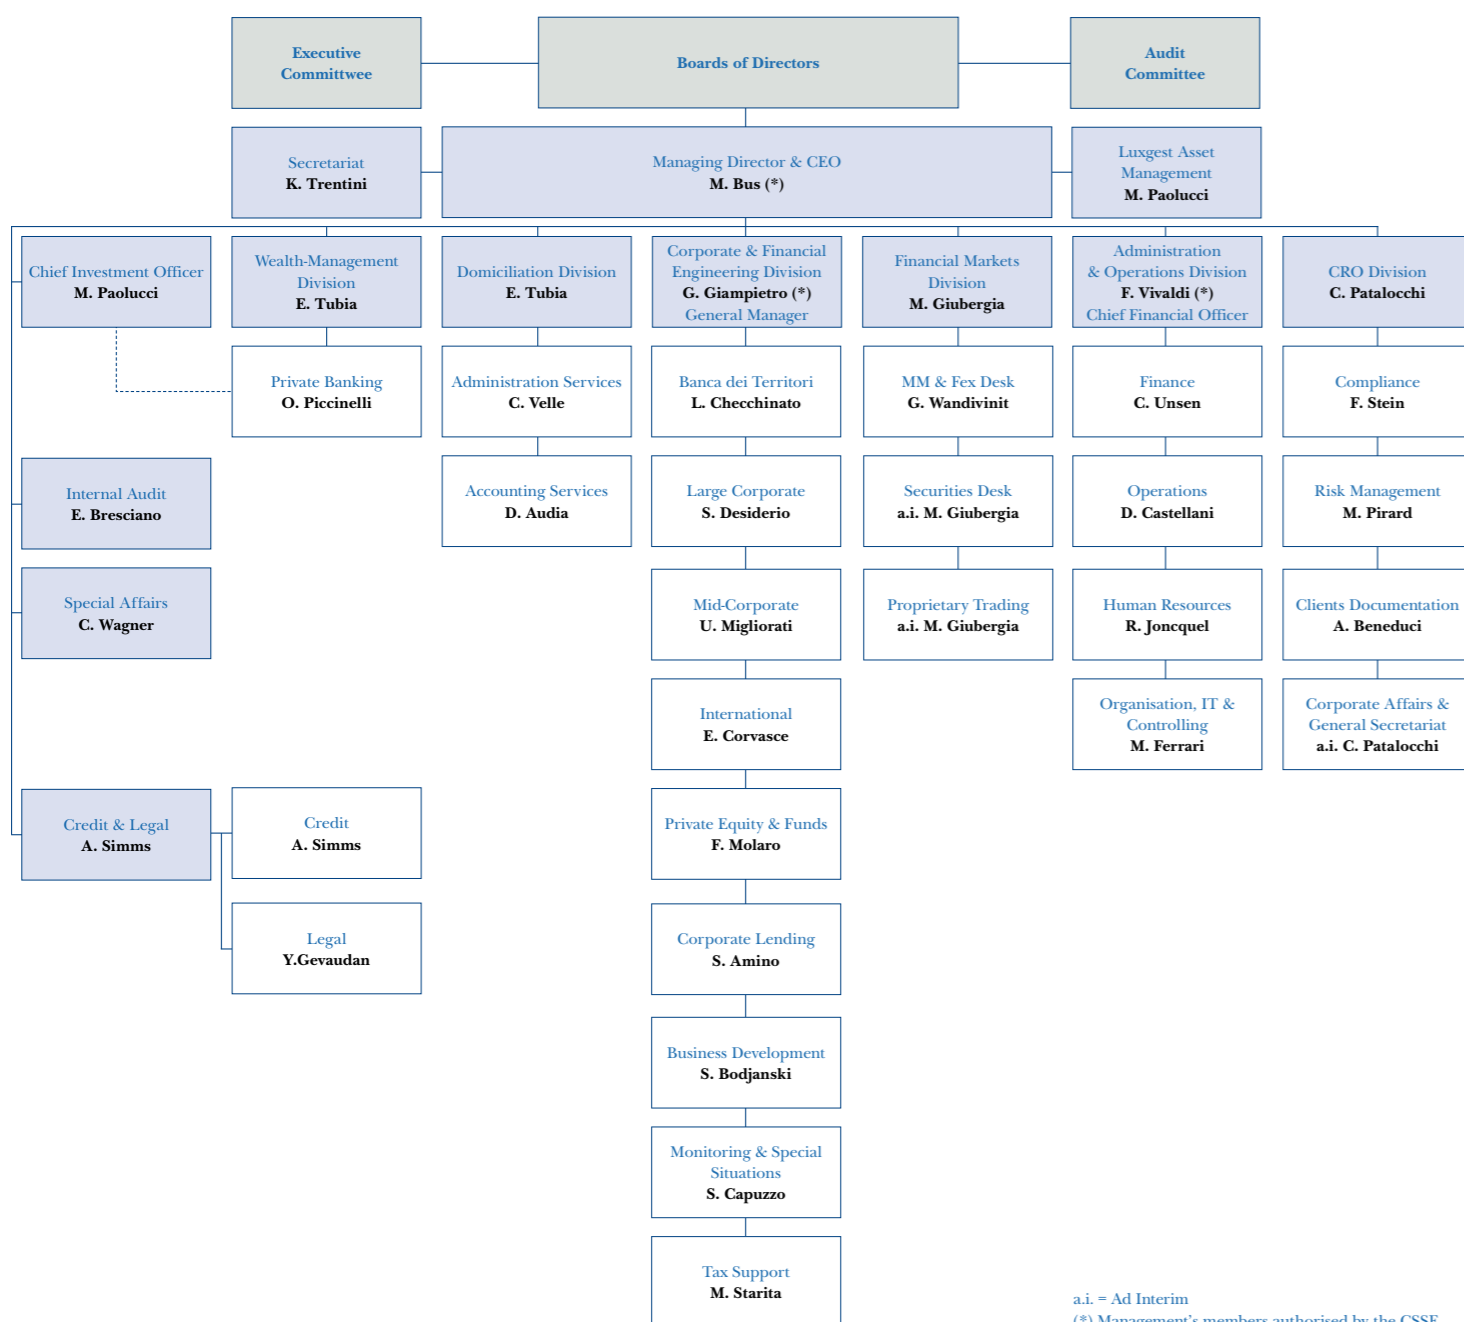 Executive
Committwee
Boards of Directors
Audit
Committee
Secretariat
K. Trentini
Managing Director & CEO
M. Bus (*)
Luxgest Asset
Management
M. Paolucci
Chief Investment Officer
M. Paolucci
Wealth-Management
Division
E. Tubia
Domiciliation Division
E. Tubia
Corporate & Financial
Engineering Division
G. Giampietro (*)
General Manager
Financial Markets
Division
M. Giubergia
Administration
& Operations Division
F. Vivaldi (*)
Chief Financial Officer
CRO Division
C. Patalocchi
Private Banking
O. Piccinelli
Administration Services
C. Velle
Banca dei Territori
L. Checchinato
MM & Fex Desk
G. Wandivinit
Finance
C. Unsen
Compliance
F. Stein
Internal Audit
E. Bresciano
Accounting Services
D. Audia
Large Corporate
S. Desiderio
Securities Desk
a.i. M. Giubergia
Operations
D. Castellani
Risk Management
M. Pirard
Special Affairs
C. Wagner
Mid-Corporate
U. Migliorati
Proprietary Trading
a.i. M. Giubergia
Human Resources
R. Joncquel
Clients Documentation
A. Beneduci
International
E. Corvasce
Organisation, IT &
Controlling
M. Ferrari
Corporate Affairs &
General Secretariat
a.i. C. Patalocchi
Credit & Legal
A. Simms
Credit
A. Simms
Private Equity & Funds
F. Molaro
Legal
Y.Gevaudan
Corporate Lending
S. Amino
Business Development
S. Bodjanski
Monitoring & Special
Situations
S. Capuzzo
Tax Support
M. Starita
a.i. = Ad Interim
(*) Management's members authorised by the CSSF